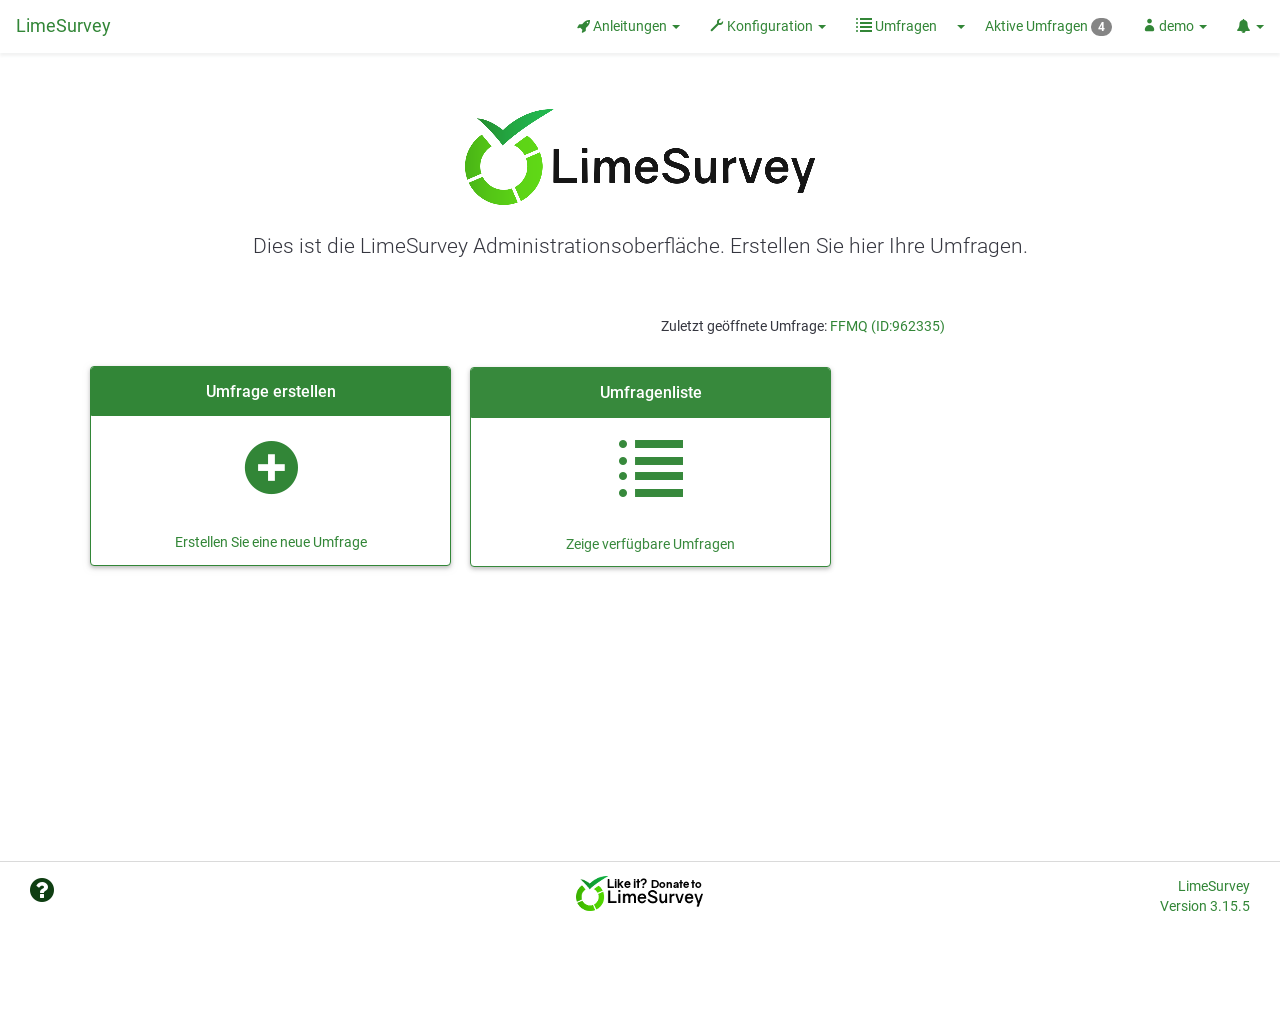 LimeSurvey
Anleitungen
Konfiguration
Umfragen
Aktive Umfragen 4
demo
LimeSurvey
Dies ist die LimeSurvey Administrationsoberfläche. Erstellen Sie hier Ihre Umfragen.
Zuletzt geöffnete Umfrage: FFMQ (ID:962335)
Umfrage erstellen
Erstellen Sie eine neue Umfrage
Umfragenliste
Zeige verfügbare Umfragen
Like it? Donate to
LimeSurvey
LimeSurvey
Version 3.15.5